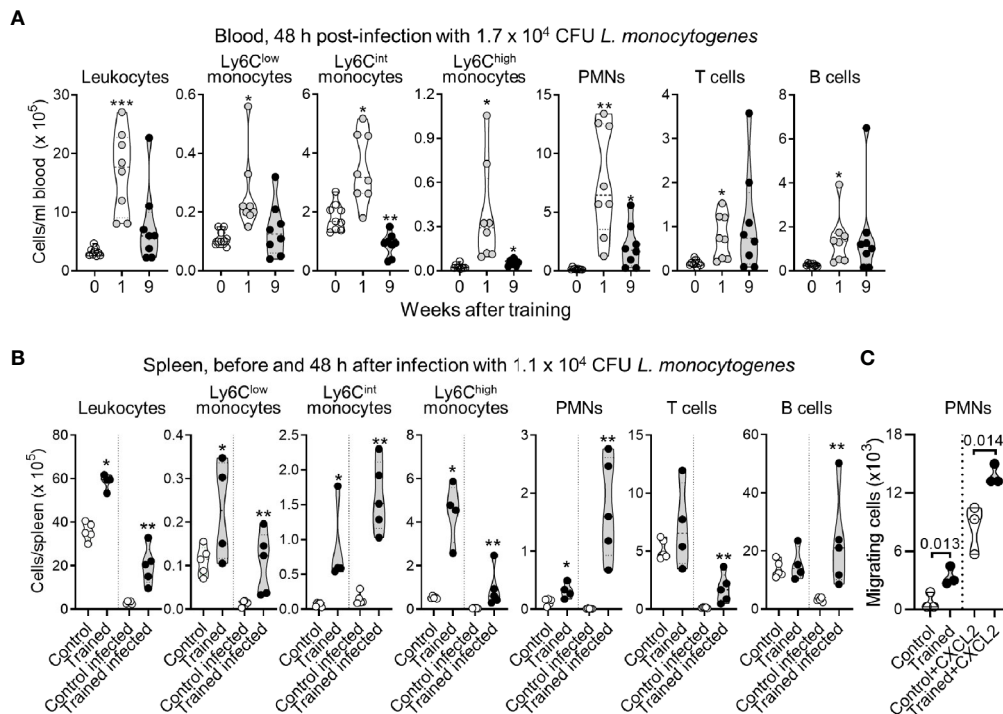 A
Blood, 48 h post-infection with 1.7 x 10⁴ CFU L. monocytogenes
Leukocytes
Ly6Cˡᵒʷ
monocytes
Ly6Cⁱⁿᵗ
monocytes
Ly6Cʰⁱᵍʰ
monocytes
PMNs
T cells
B cells
Cells/ml blood (x 10⁵)
30
20
10
0
***
0 1 9
0.6
0.4
0.2
0.0
*
0 1 9
6
4
2
0
*
**
0 1 9
1.2
0.9
0.6
0.3
0.0
*
*
0 1 9
15
10
5
0
**
*
0 1 9
4
3
2
1
0
*
0 1 9
8
6
4
2
0
*
0 1 9
Weeks after training
B
Spleen, before and 48 h after infection with 1.1 x 10⁴ CFU L. monocytogenes
Leukocytes
Ly6Cˡᵒʷ
monocytes
Ly6Cⁱⁿᵗ
monocytes
Ly6Cʰⁱᵍʰ
monocytes
PMNs
T cells
B cells
Cells/spleen (x 10⁵)
80
60
40
20
0
*
**
Control
Trained
Control infected
Trained infected
0.4
0.3
0.2
0.1
0.0
*
**
Control
Trained
Control infected
Trained infected
2.5
2.0
1.5
1.0
0.5
0.0
*
**
Control
Trained
Control infected
Trained infected
8
6
4
2
0
*
**
Control
Trained
Control infected
Trained infected
3
2
1
0
*
**
Control
Trained
Control infected
Trained infected
15
10
5
0
**
Control
Trained
Control infected
Trained infected
60
40
20
0
**
Control
Trained
Control infected
Trained infected
C
PMNs
Migrating cells (x10³)
18
12
6
0
0.013
0.014
Control
Trained
Control+CXCL2
Trained+CXCL2